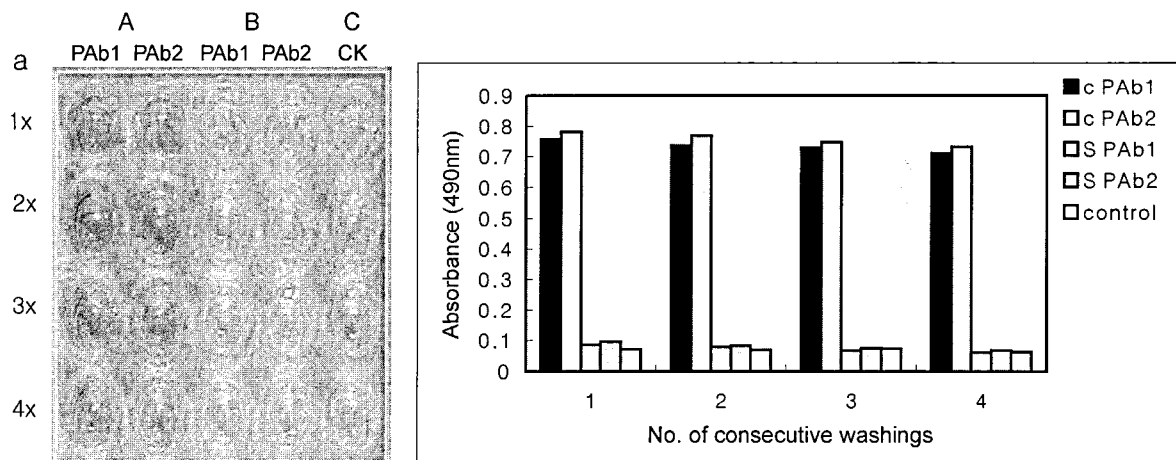 A B C
a PAb1 PAb2 PAb1 PAb2 CK
1x
2x
3x
4x
0.9
0.8
0.7
0.6
0.5
0.4
0.3
0.2
0.1
0
Absorbance (490nm)
1 2 3 4
No. of consecutive washings
c PAb1
c PAb2
S PAb1
S PAb2
control